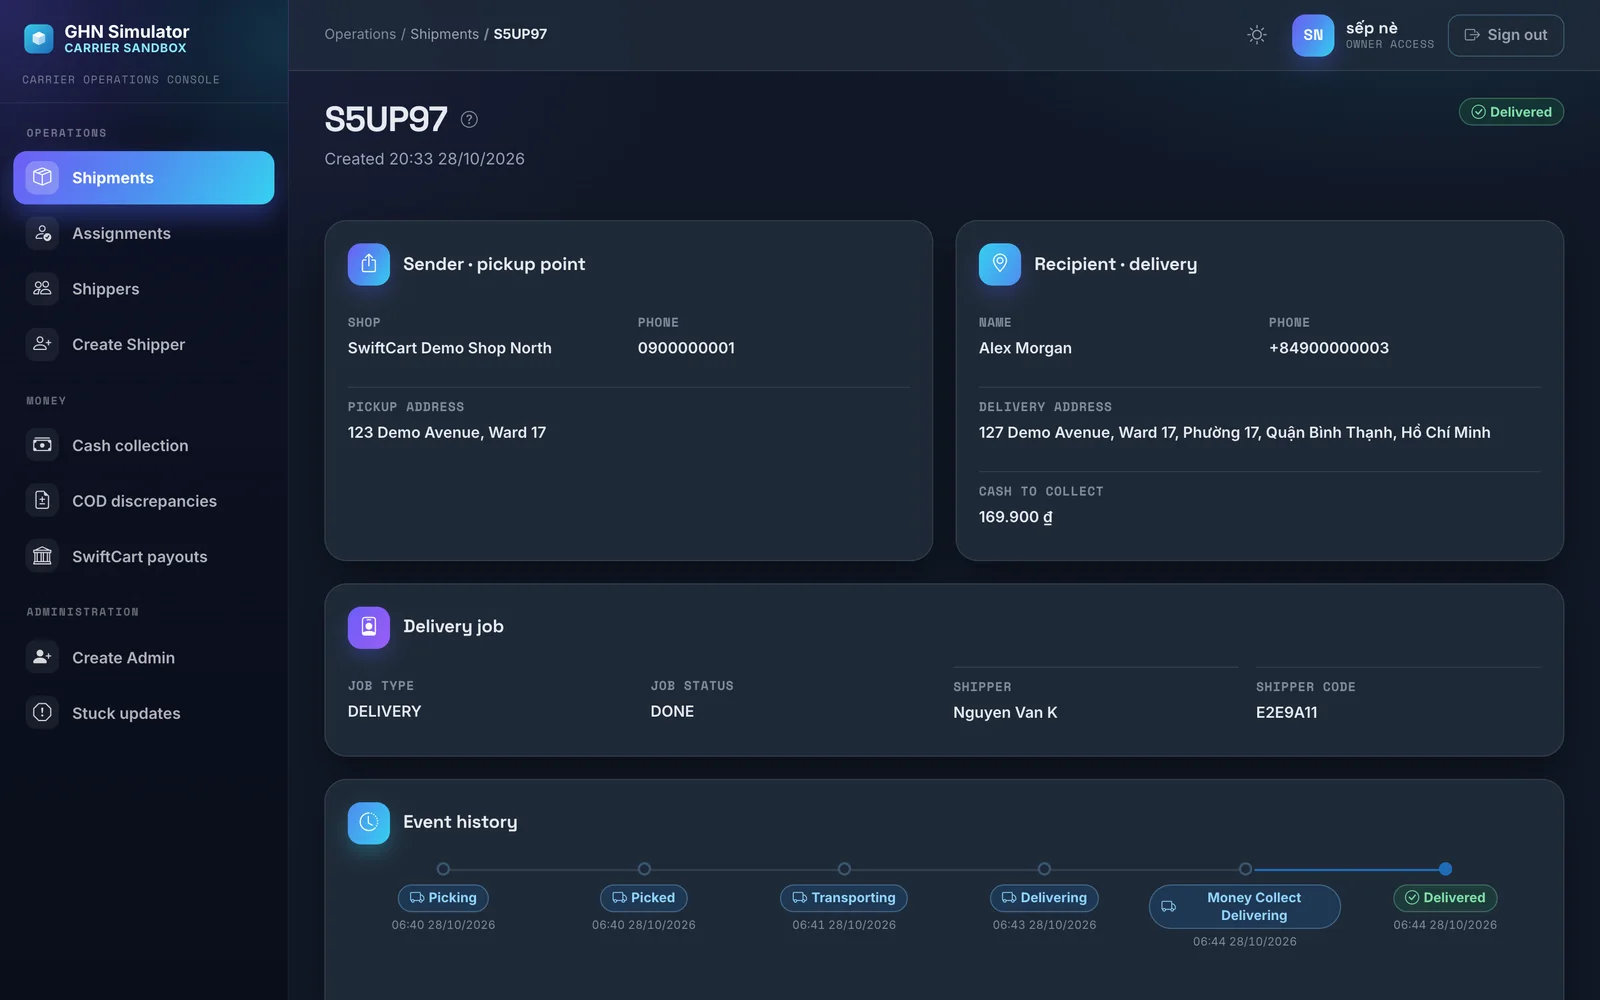 GHN Simulator
CARRIER SANDBOX
CARRIER OPERATIONS CONSOLE
OPERATIONS
Shipments
Assignments
Shippers
Create Shipper
MONEY
Cash collection
COD discrepancies
SwiftCart payouts
ADMINISTRATION
Create Admin
Stuck updates
Operations / Shipments / S5UP97
SN
sếp nè
OWNER ACCESS
Sign out
S5UP97 ?
Delivered
Created 20:33 28/10/2026
Sender · pickup point
SHOP PHONE
SwiftCart Demo Shop North 0900000001
PICKUP ADDRESS
123 Demo Avenue, Ward 17
Recipient · delivery
NAME PHONE
Alex Morgan +84900000003
DELIVERY ADDRESS
127 Demo Avenue, Ward 17, Phường 17, Quận Bình Thạnh, Hồ Chí Minh
CASH TO COLLECT
169.900 ₫
Delivery job
JOB TYPE JOB STATUS SHIPPER SHIPPER CODE
DELIVERY DONE Nguyen Van K E2E9A11
Event history
Picking
06:40 28/10/2026
Picked
06:40 28/10/2026
Transporting
06:41 28/10/2026
Delivering
06:43 28/10/2026
Money Collect
Delivering
06:44 28/10/2026
Delivered
06:44 28/10/2026